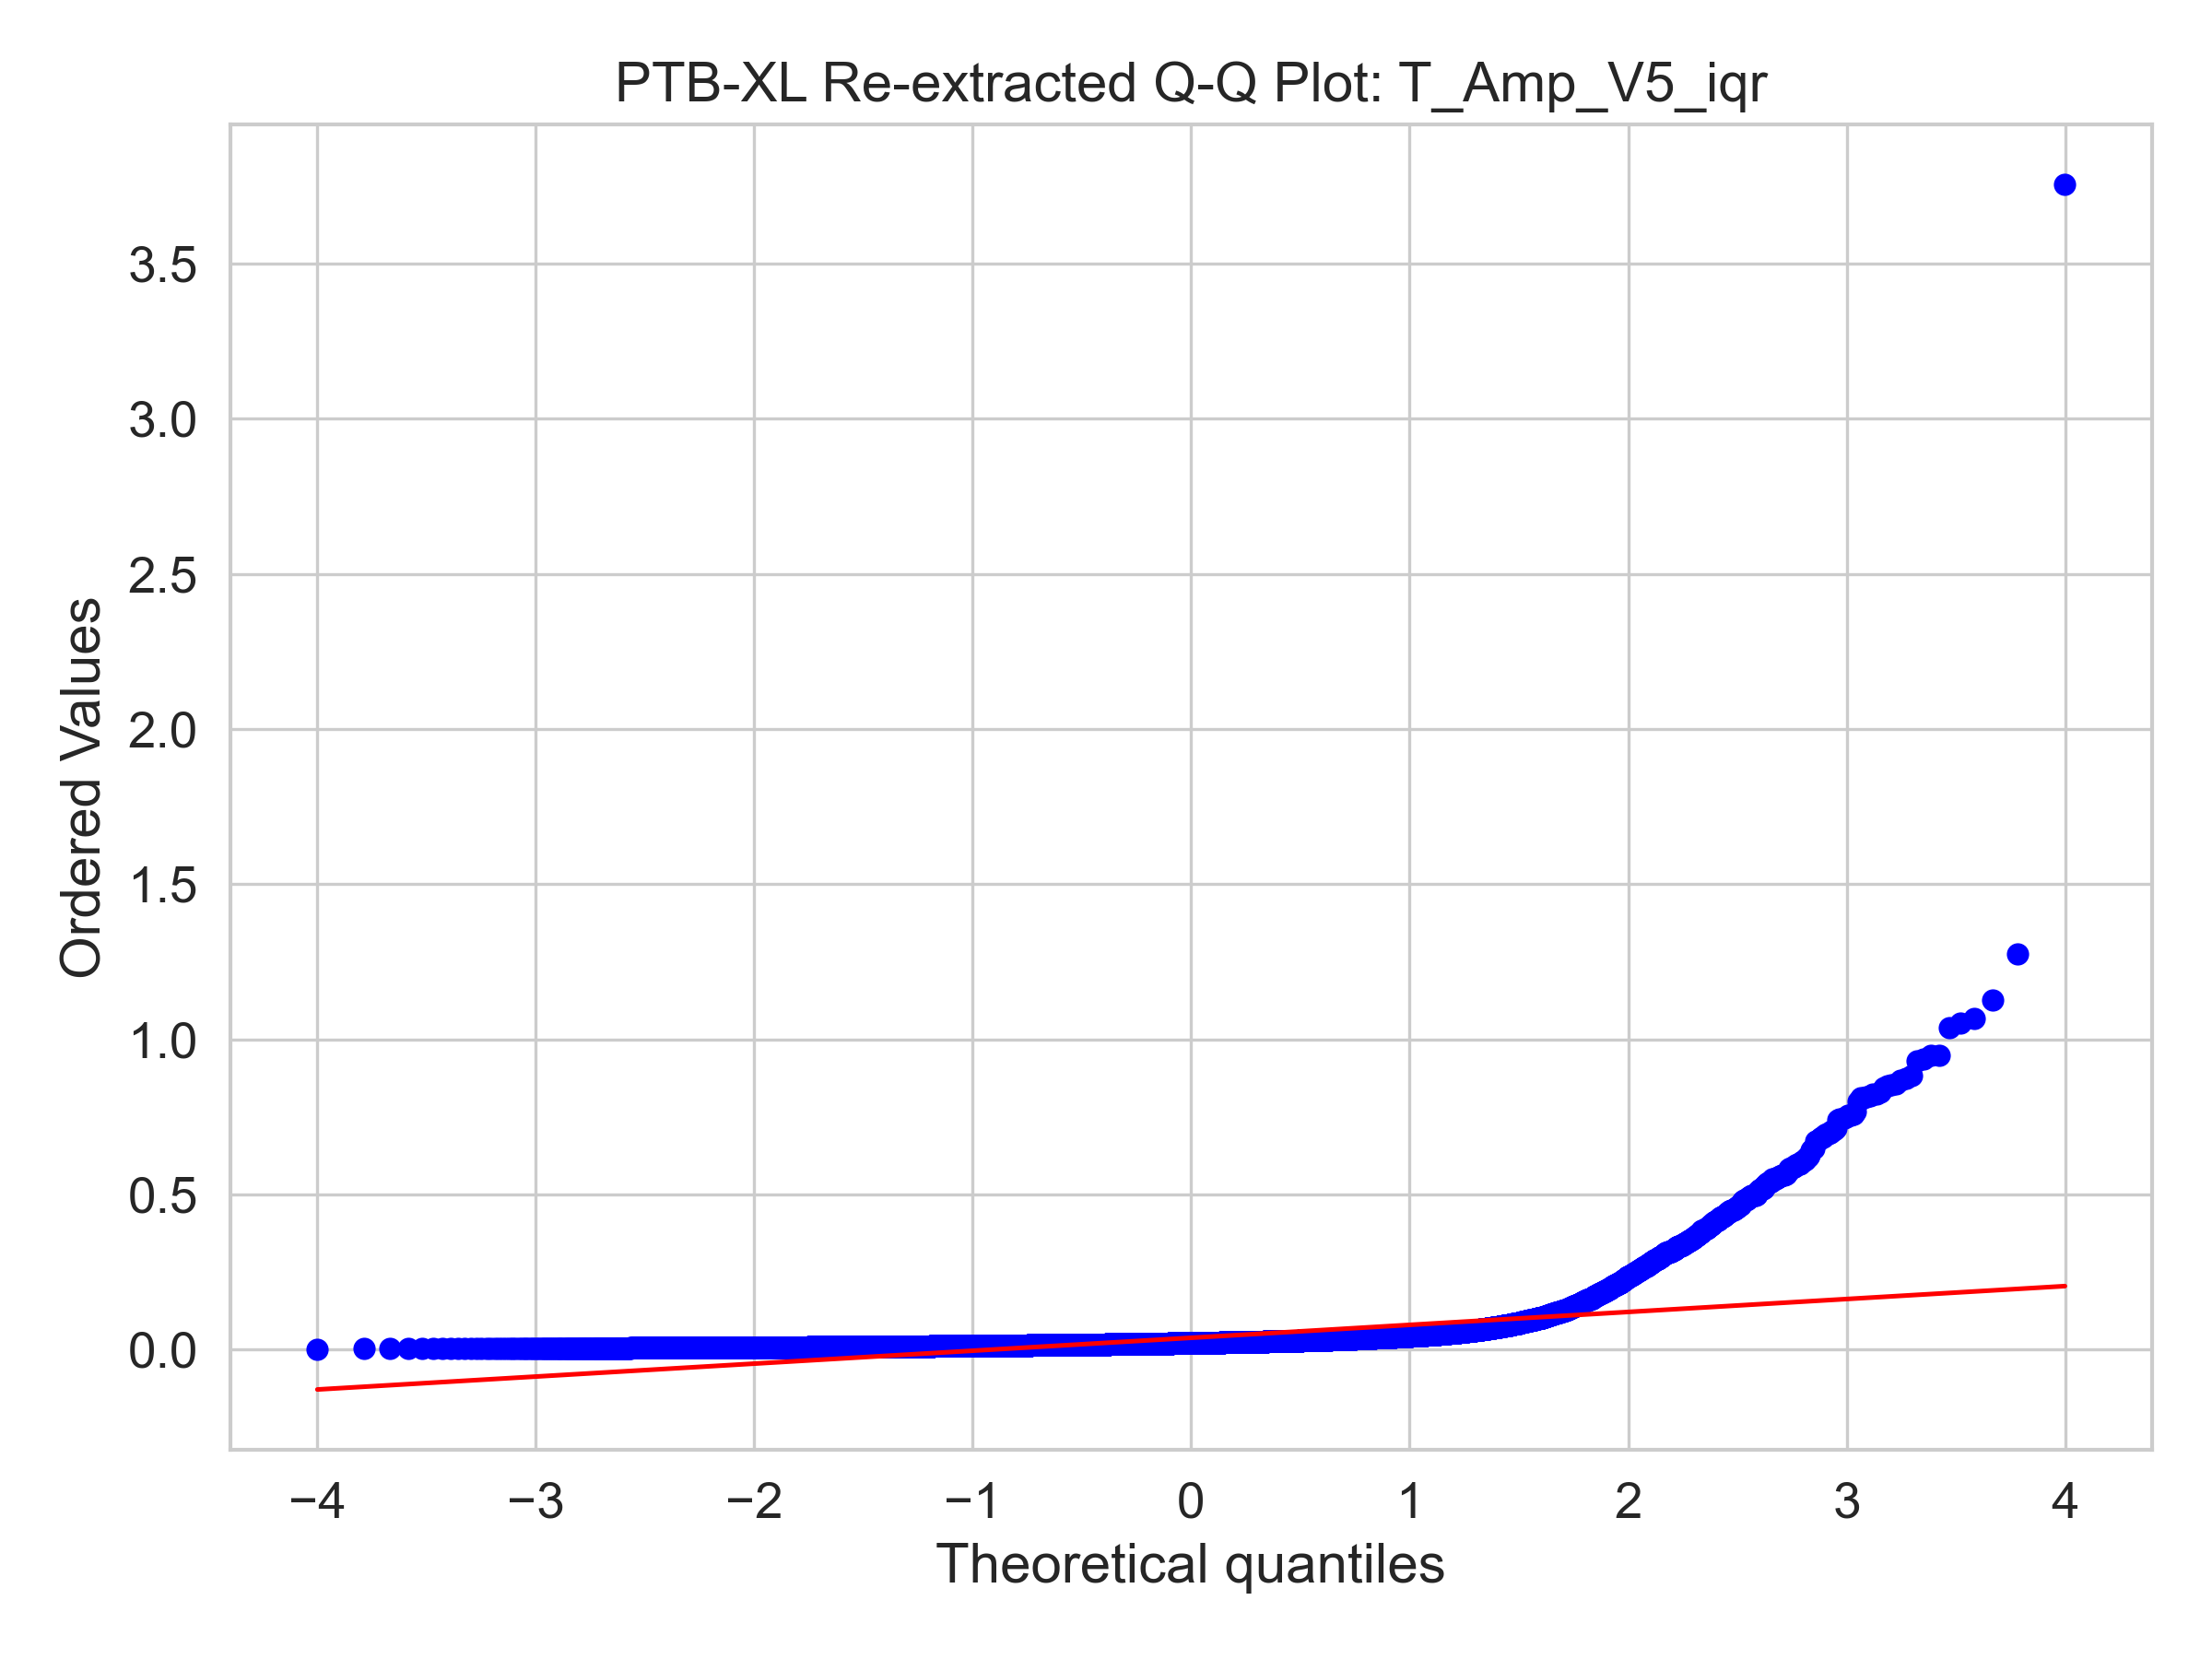 PTB-XL Re-extracted Q-Q Plot: T_Amp_V5_iqr
Ordered Values
3.5
3.0
2.5
2.0
1.5
1.0
0.5
0.0
−4 −3 −2 −1 0 1 2 3 4
Theoretical quantiles